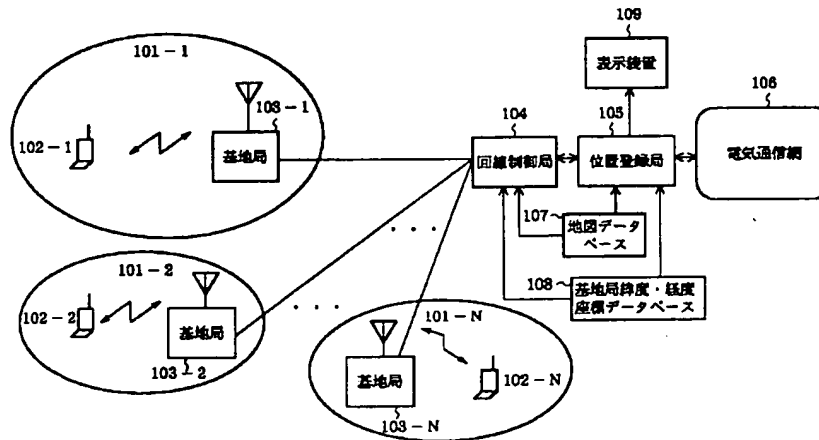 109
101-1
表示装置
106
103-1
104
105
102-1
基地局
回線制御局
位置登録局
電気通信網
107
地図データ
ベース
・・・
101-2
108
基地局緯度・経度
座標データベース
102-2
・・・
基地局
101-N
103-2
基地局
102-N
103-N